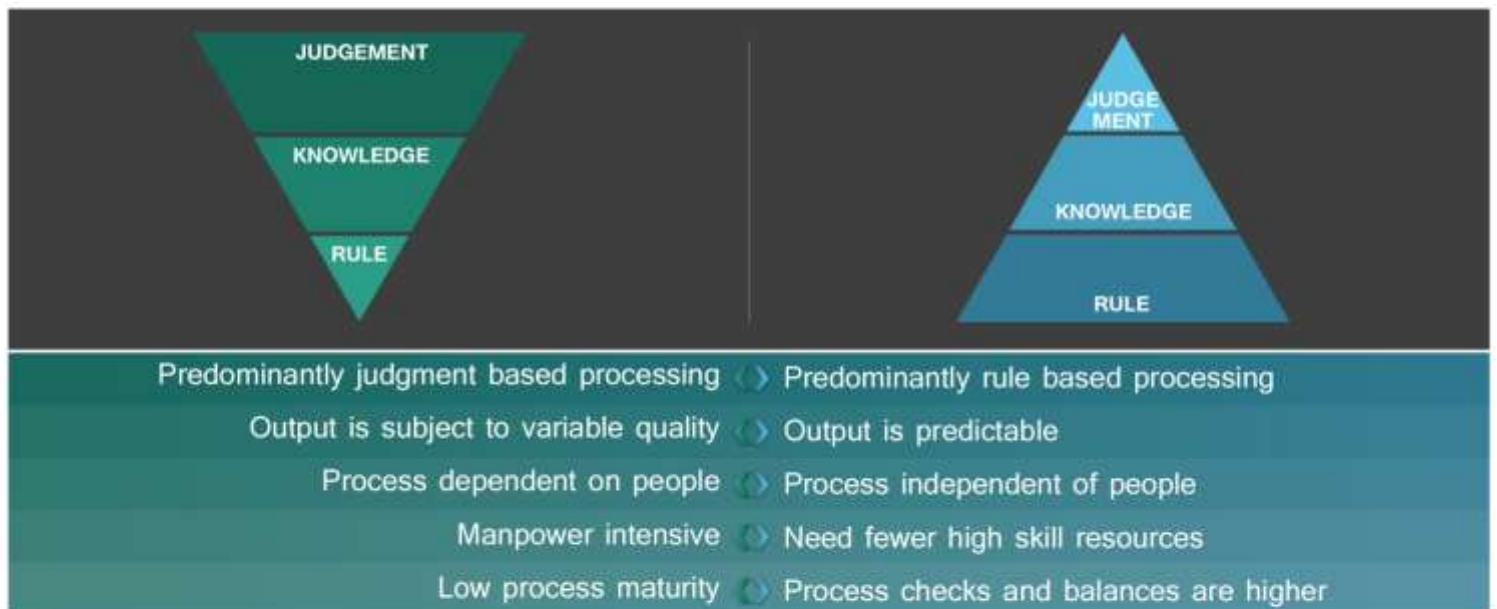 JUDGEMENT
KNOWLEDGE
RULE
JUDGE
MENT
KNOWLEDGE
RULE
Predominantly judgment based processing
Predominantly rule based processing
Output is subject to variable quality
Output is predictable
Process dependent on people
Process independent of people
Manpower intensive
Need fewer high skill resources
Low process maturity
Process checks and balances are higher